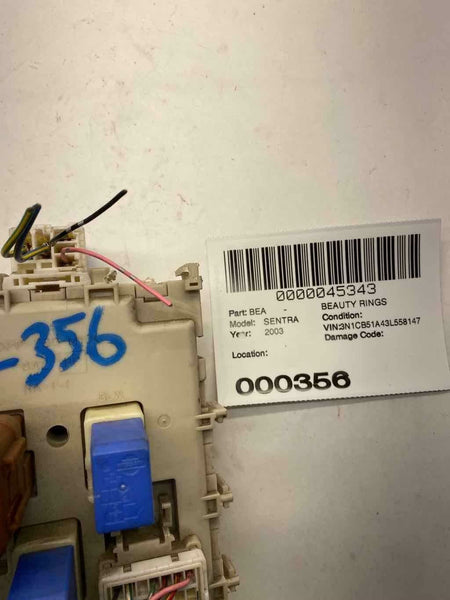 0000045343
Part: BEA - BEAUTY RINGS
Model: SENTRA Condition:
Year: 2003 VIN:3N1CB51A43L558147
Damage Code:
Location:
000356
-356